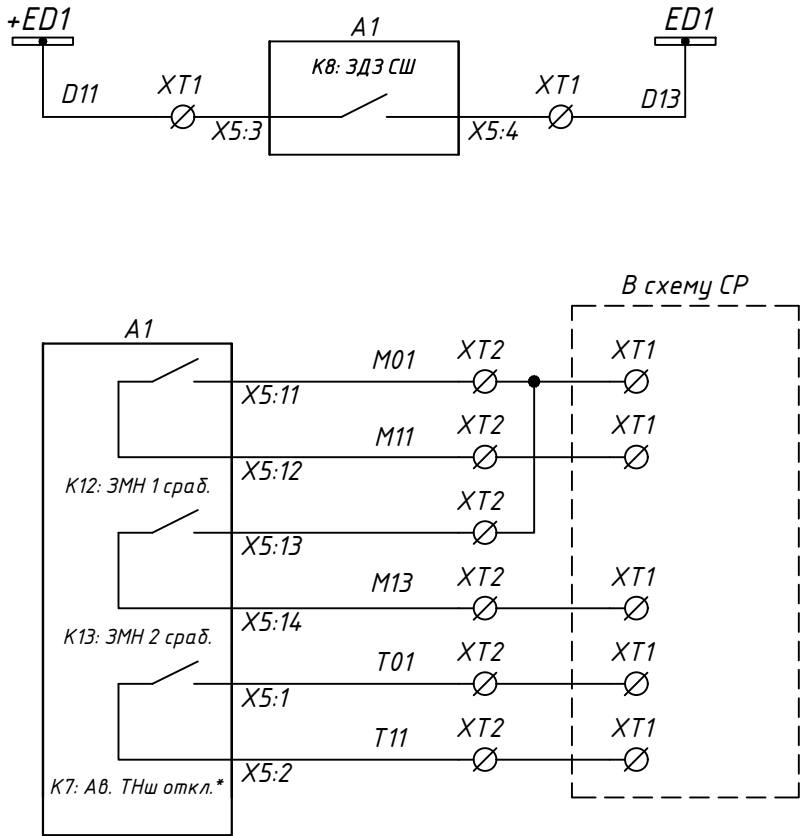 +ED1
ED1
A1
K8: ЗДЗ СШ
D11
XT1
XT1
D13
X5:3
X5:4
В схему СР
A1
M01
XT2
XT1
X5:11
M11
XT2
XT1
X5:12
K12: ЗМН 1 сраб.
XT2
X5:13
M13
XT2
XT1
X5:14
K13: ЗМН 2 сраб.
T01
XT2
XT1
X5:1
T11
XT2
XT1
X5:2
K7: Ав. ТНш откл.*